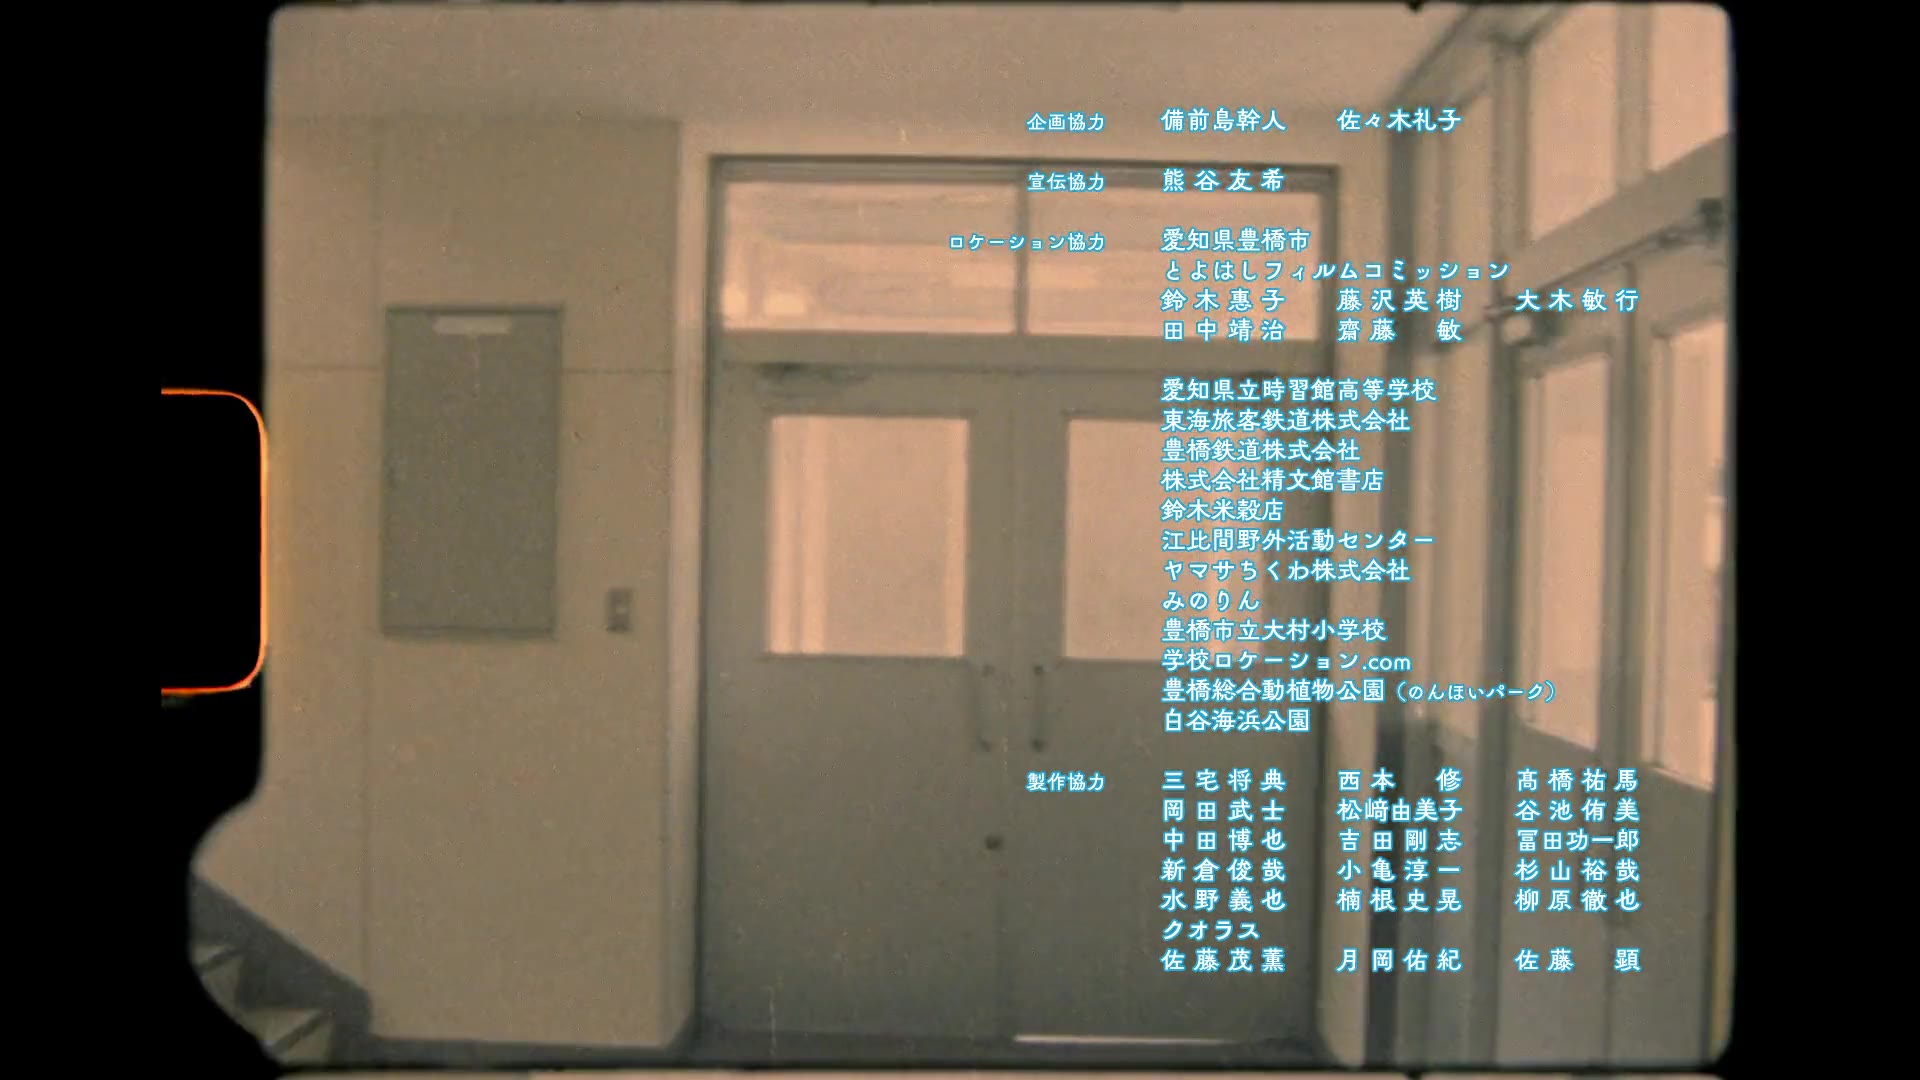 企画協力 備前島幹人 佐々木礼子
宣伝協力 熊谷友希
ロケーション協力 愛知県豊橋市
とよはしフィルムコミッション
鈴木惠子 藤沢英樹 大木敏行
田中靖治 齋藤 敏
愛知県立時習館高等学校
東海旅客鉄道株式会社
豊橋鉄道株式会社
株式会社精文館書店
鈴木米穀店
江比間野外活動センター
ヤマサちくわ株式会社
みのりん
豊橋市立大村小学校
学校ロケーション.com
豊橋総合動植物公園（のんほいパーク）
白谷海浜公園
製作協力 三宅将典 西本 修 髙橋祐馬
岡田武士 松﨑由美子 谷池侑美
中田博也 吉田剛志 冨田功一郎
新倉俊哉 小亀淳一 杉山裕哉
水野義也 楠根史晃 柳原徹也
クオラス
佐藤茂薫 月岡佑紀 佐藤 顕